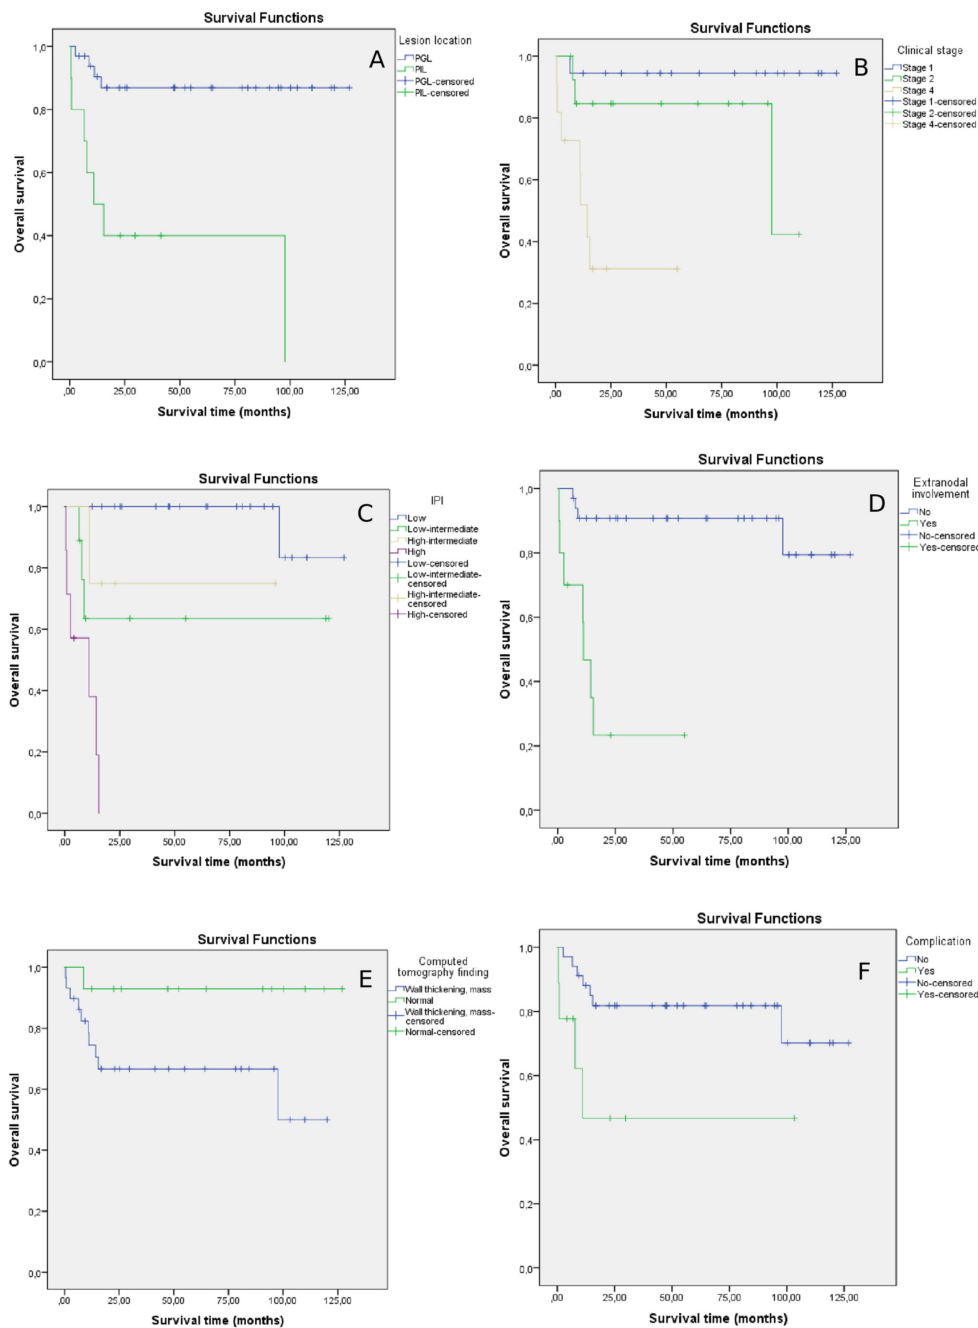 Survival Functions
A
Lesion location
PGL
PIL
PGL-censored
PIL-censored
Overall survival
1,0
0,8
0,6
0,4
0,2
0,0
,00 25,00 50,00 75,00 100,00 125,00
Survival time (months)
Survival Functions
B
Clinical stage
Stage 1
Stage 2
Stage 4
Stage 1-censored
Stage 2-censored
Stage 4-censored
Overall survival
1,0
0,8
0,6
0,4
0,2
0,0
,00 25,00 50,00 75,00 100,00 125,00
Survival time (months)
Survival Functions
C
IPI
Low
Low-intermediate
High-intermediate
High
Low-censored
Low-intermediate-
censored
High-intermediate-
censored
High-censored
Overall survival
1,0
0,8
0,6
0,4
0,2
0,0
,00 25,00 50,00 75,00 100,00 125,00
Survival time (months)
Survival Functions
D
Extranodal
involvement
No
Yes
No-censored
Yes-censored
Overall survival
1,0
0,8
0,6
0,4
0,2
0,0
,00 25,00 50,00 75,00 100,00 125,00
Survival time (months)
Survival Functions
E
Computed
tomography finding
Wall thickening, mass
Normal
Wall thickening, mass-
censored
Normal-censored
Overall survival
1,0
0,8
0,6
0,4
0,2
0,0
,00 25,00 50,00 75,00 100,00 125,00
Survival time (months)
Survival Functions
F
Complication
No
Yes
No-censored
Yes-censored
Overall survival
1,0
0,8
0,6
0,4
0,2
0,0
,00 25,00 50,00 75,00 100,00 125,00
Survival time (months)